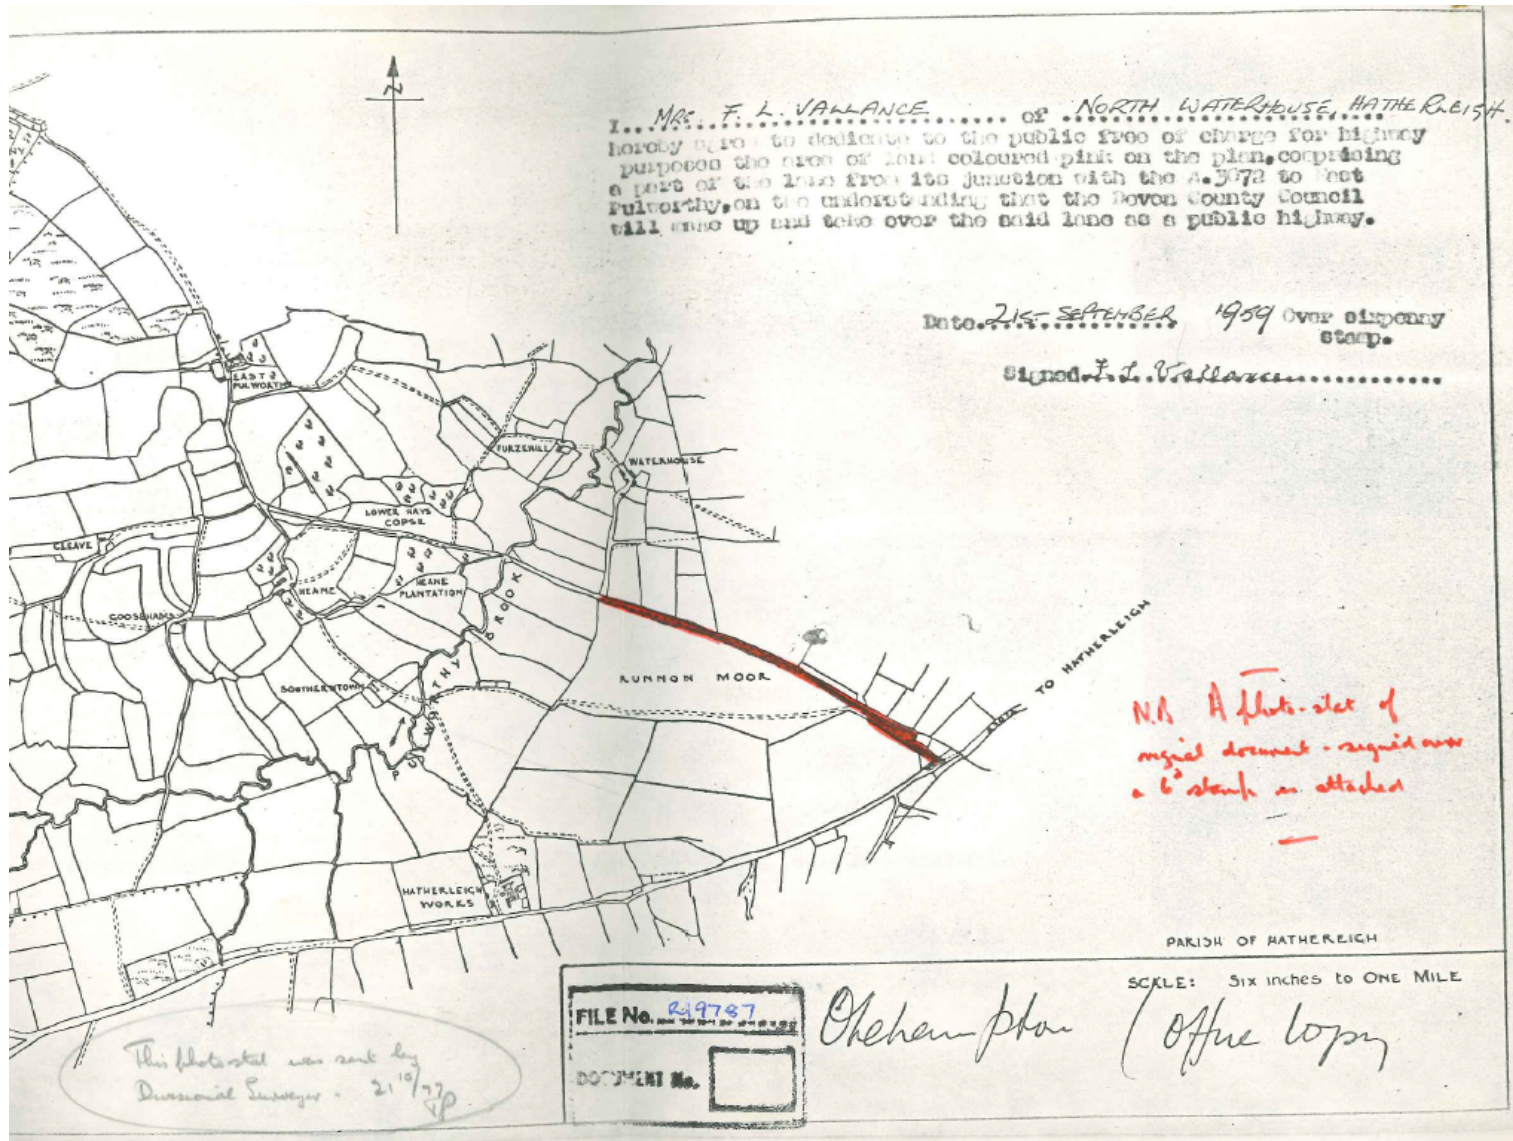 I.. MRS. F. L. VALLANCE ........ of NORTH WATERHOUSE, HATHERLEIGH.
hereby agree to dedicate to the public free of charge for highway
purposes the area of land coloured pink on the plan, comprising
a part of the lane from its junction with the A.3072 to East
Pulworthy, on the understanding that the Devon County Council
will make up and take over the said lane as a public highway.
Date. 21st SEPTEMBER 1959 Over sixpenny
stamp.
Signed. F. L. Vallance
N
EAST
PULWORTHY
FURZEHILL
WATERHOUSE
LOWER HAYS
COPSE
CLEAVE
HEANE
HEANE
PLANTATION
GOOSEHAMS
PULWORTHY BROOK
SOUTHERNTOWN
RUNNON MOOR
TO HATHERLEIGH
A3072
HATHERLEIGH
WORKS
N.B A photo-stat of
original document - signed over
a 6d stamp is attached
PARISH OF HATHEREIGH
SCALE: Six inches to ONE MILE
FILE No. R19787
DOCUMENT No.
Okehampton (Office Copy
This photostat was sent by
Divisional Surveyor - 21 10/77